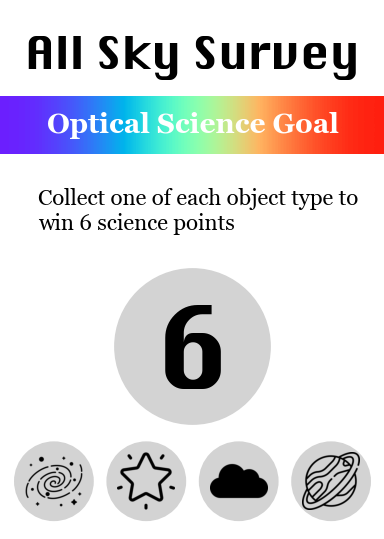 All Sky Survey
Optical Science Goal
Collect one of each object type to
win 6 science points
6